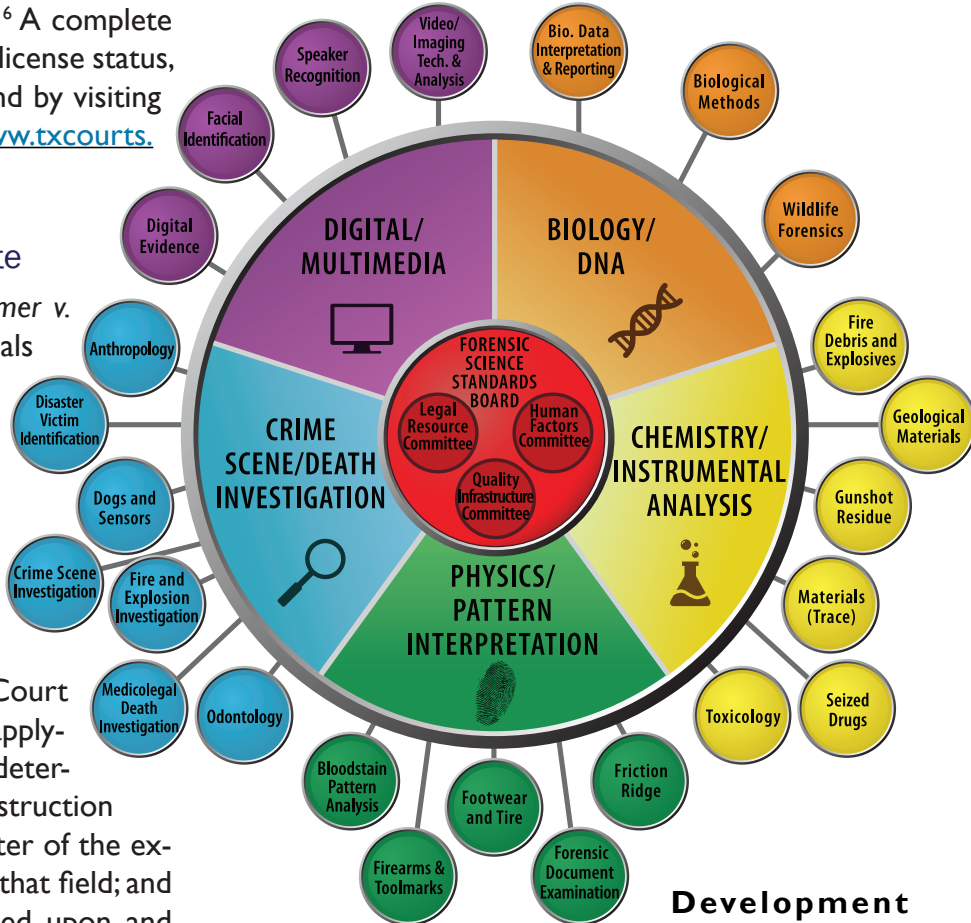 6 A complete
license status,
nd by visiting
ww.txcourts.
te
mer v.
als
Court
pply-
deter-
struction
ter of the ex-
that field; and
ed upon and
Video/
Imaging
Tech. &
Analysis
Bio. Data
Interpretation
& Reporting
Speaker
Recognition
Biological
Methods
Facial
Identification
Wildlife
Forensics
Digital
Evidence
DIGITAL/
MULTIMEDIA
BIOLOGY/
DNA
Anthropology
Fire
Debris and
Explosives
FORENSIC
SCIENCE
STANDARDS
BOARD
Legal
Resource
Committee
Human
Factors
Committee
Quality
Infrastructure
Committee
Disaster
Victim
Identification
Geological
Materials
CRIME
SCENE/DEATH
INVESTIGATION
CHEMISTRY/
INSTRUMENTAL
ANALYSIS
Dogs and
Sensors
Gunshot
Residue
Crime Scene
Investigation
Fire and
Explosion
Investigation
PHYSICS/
PATTERN
INTERPRETATION
Materials
(Trace)
Medicolegal
Death
Investigation
Odontology
Toxicology
Seized
Drugs
Bloodstain
Pattern
Analysis
Footwear
and Tire
Friction
Ridge
Firearms &
Toolmarks
Forensic
Document
Examination
Development